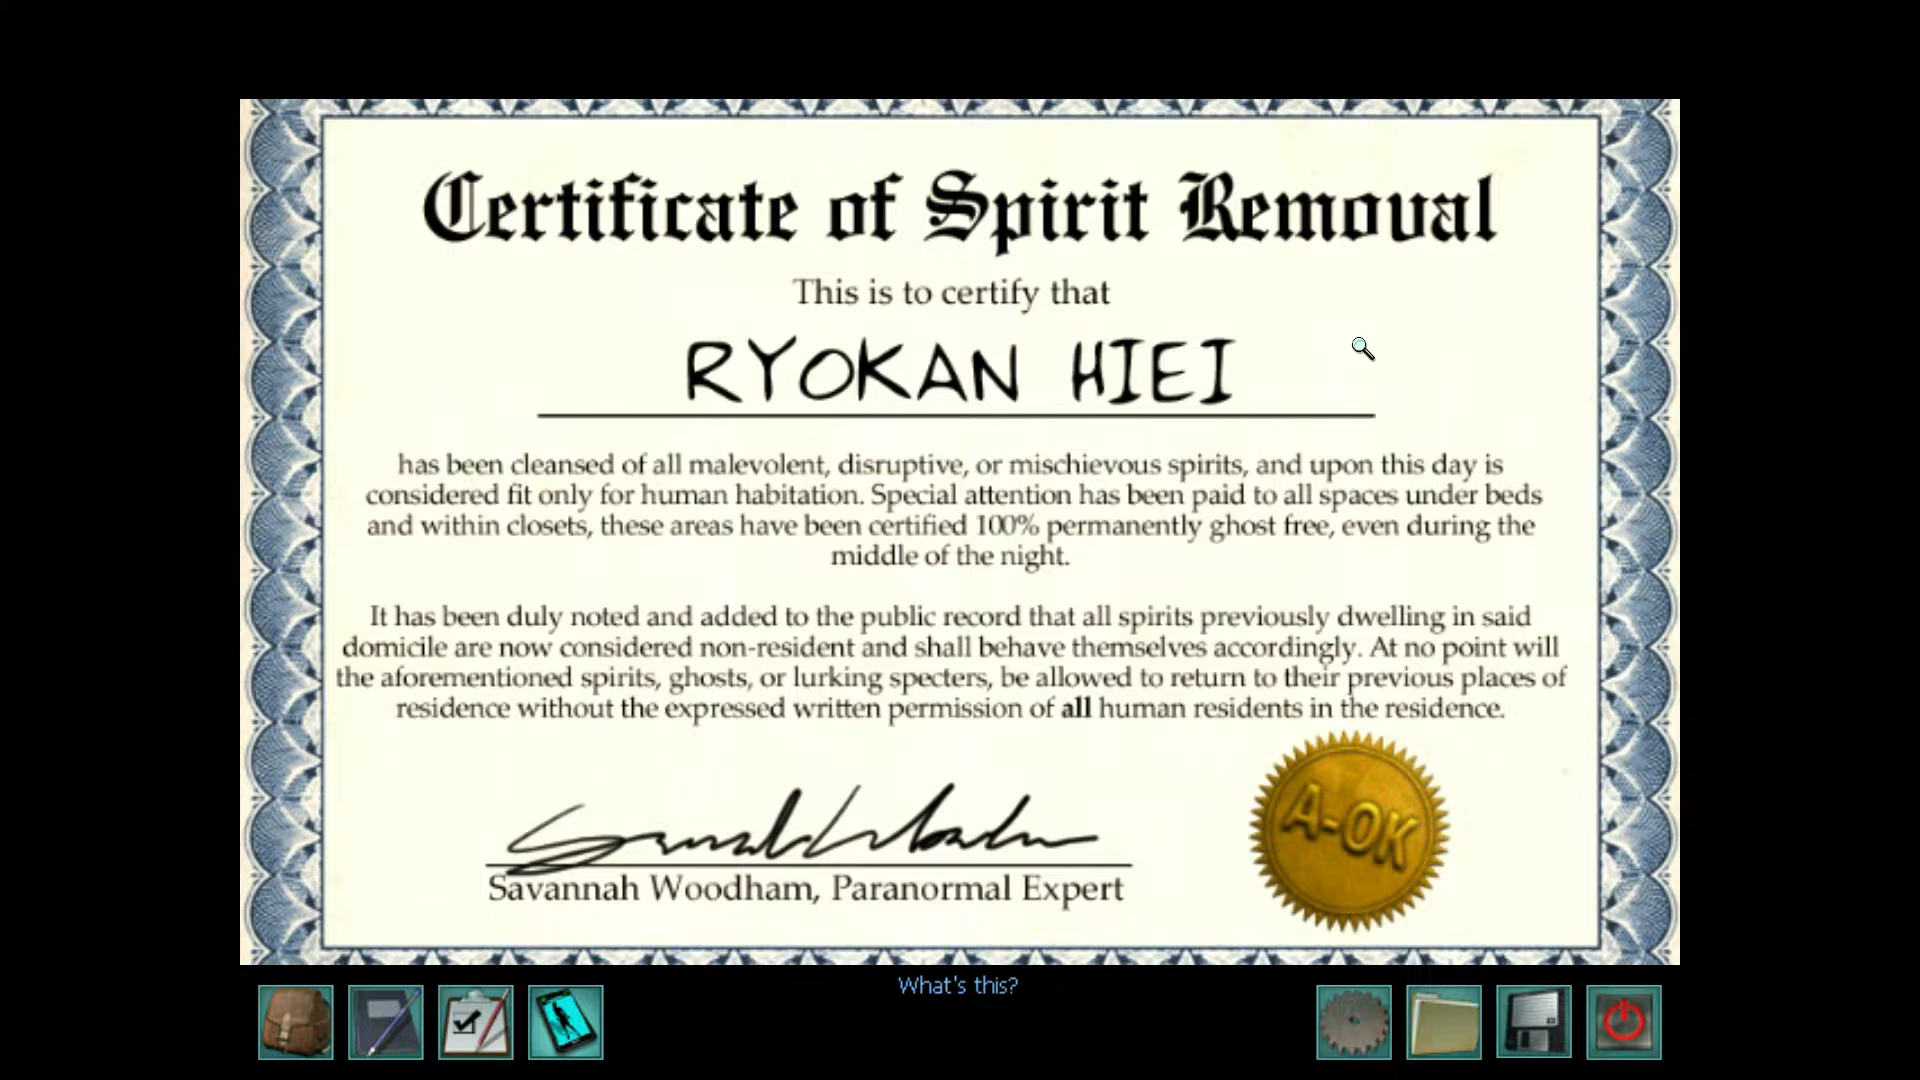 Certificate of Spirit Removal
This is to certify that
RYOKAN HIEI
has been cleansed of all malevolent, disruptive, or mischievous spirits, and upon this day is
considered fit only for human habitation. Special attention has been paid to all spaces under beds
and within closets, these areas have been certified 100% permanently ghost free, even during the
middle of the night.
It has been duly noted and added to the public record that all spirits previously dwelling in said
domicile are now considered non-resident and shall behave themselves accordingly. At no point will
the aforementioned spirits, ghosts, or lurking specters, be allowed to return to their previous places of
residence without the expressed written permission of all human residents in the residence.
A-OK
Savannah Woodham, Paranormal Expert
What's this?